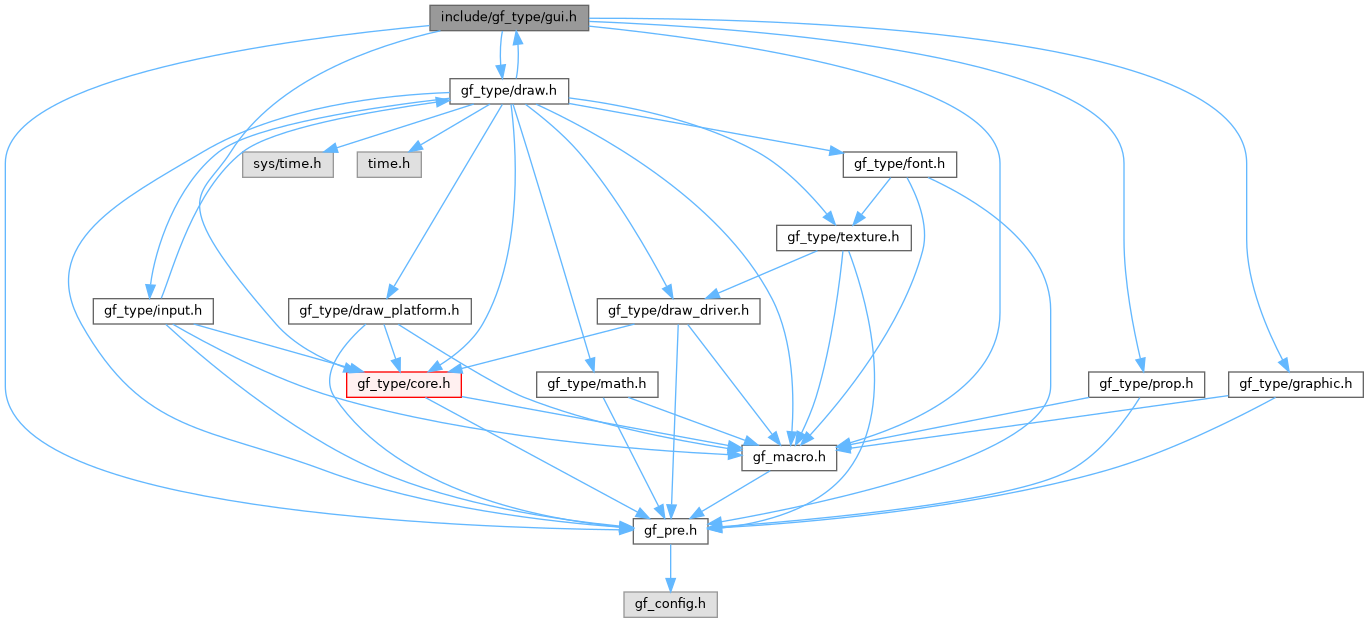 include/gf_type/gui.h
gf_type/draw.h
sys/time.h
time.h
gf_type/font.h
gf_type/texture.h
gf_type/input.h
gf_type/draw_platform.h
gf_type/draw_driver.h
gf_type/core.h
gf_type/math.h
gf_type/prop.h
gf_type/graphic.h
gf_macro.h
gf_pre.h
gf_config.h